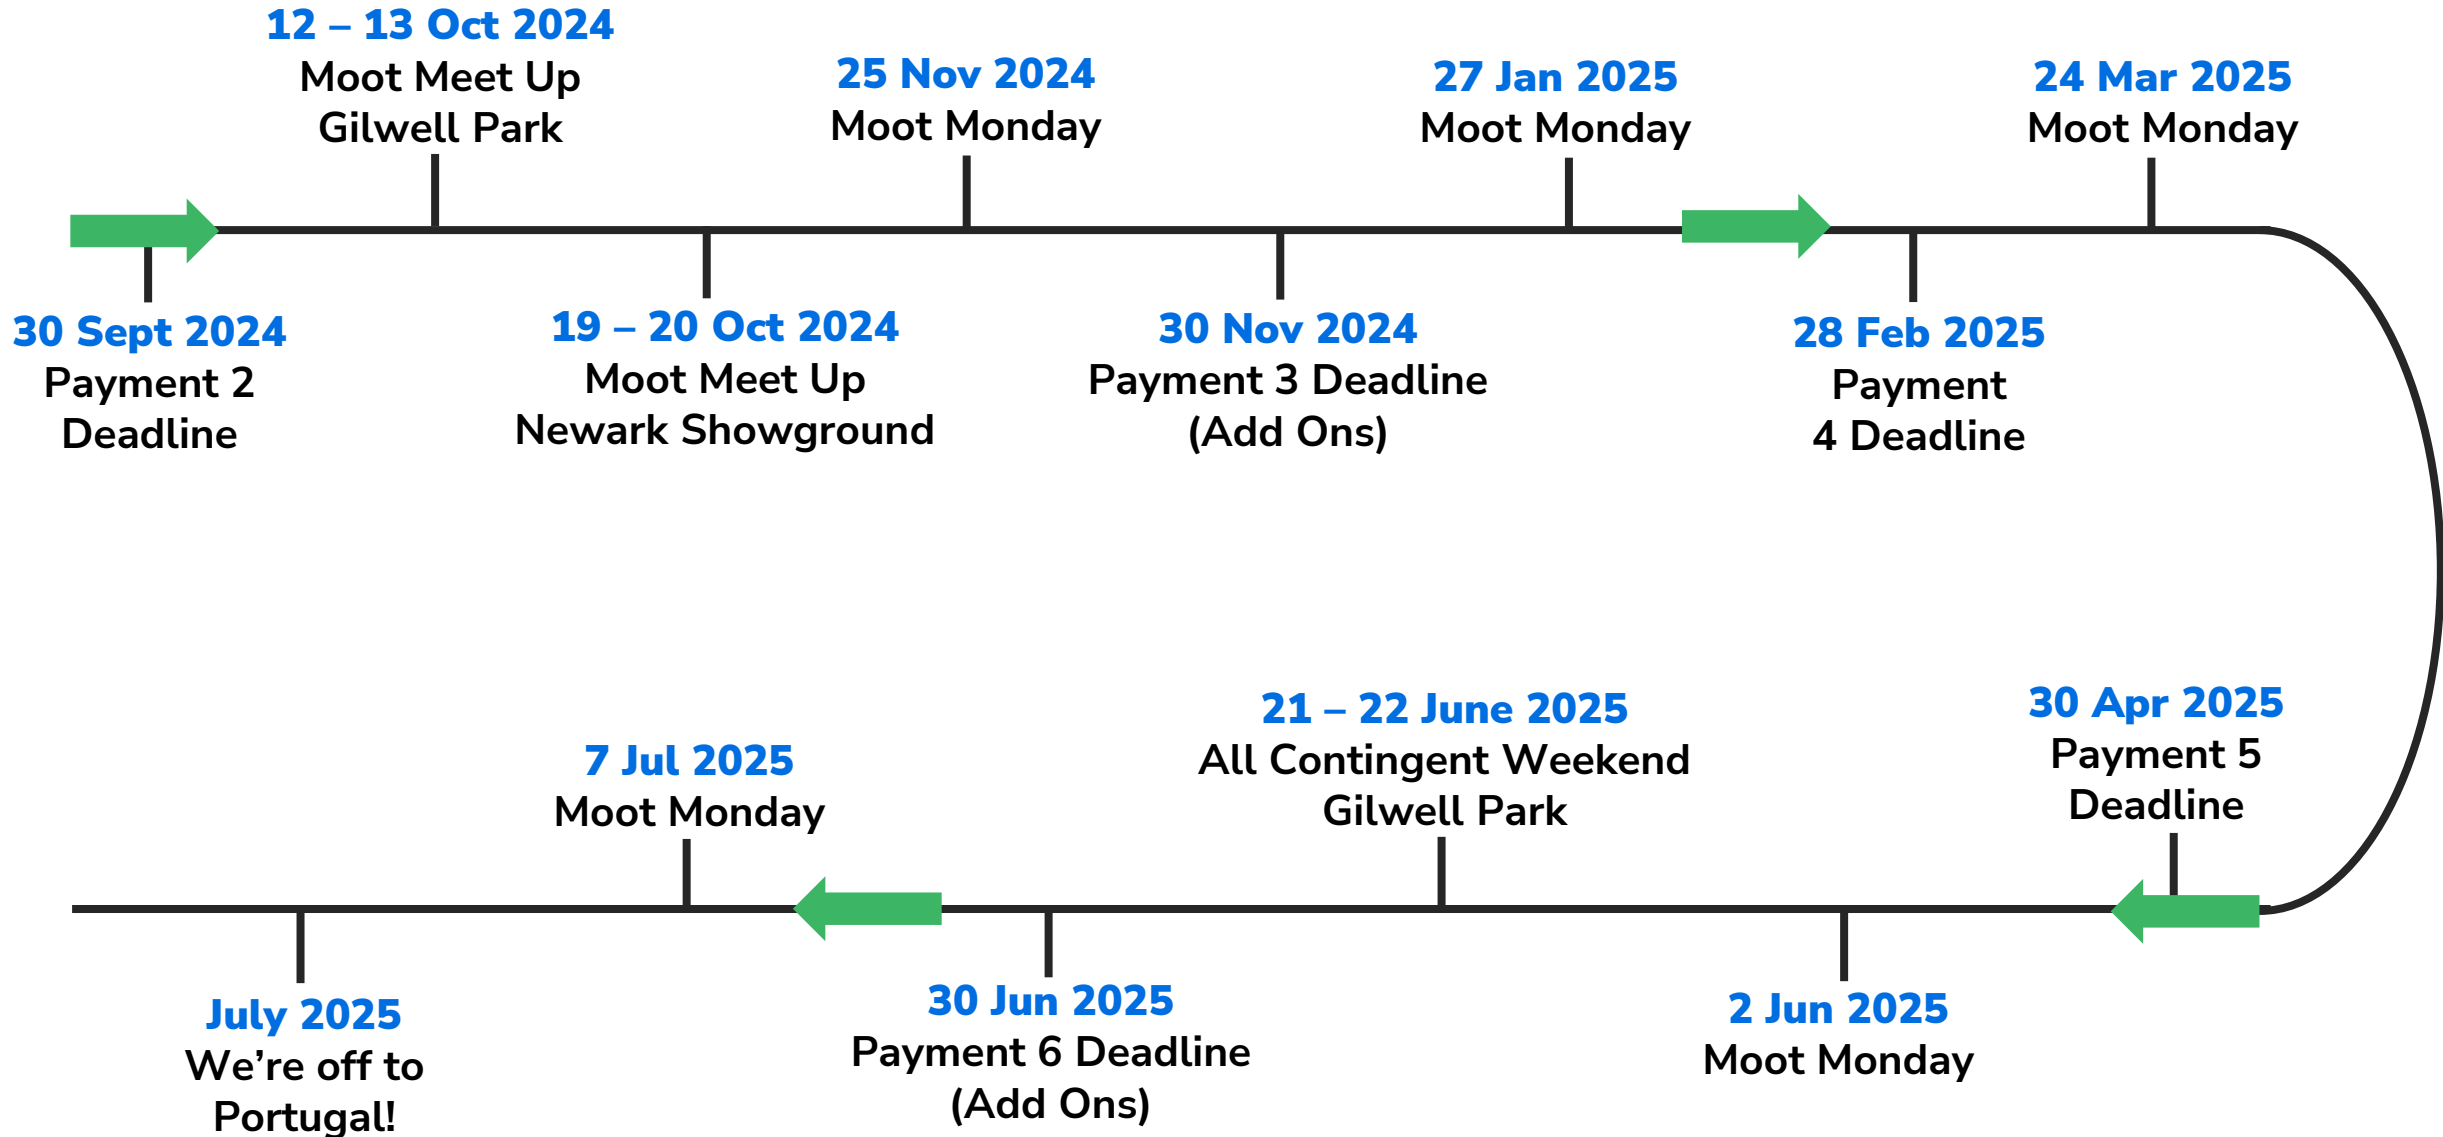 12 – 13 Oct 2024
Moot Meet Up
Gilwell Park
25 Nov 2024
Moot Monday
27 Jan 2025
Moot Monday
24 Mar 2025
Moot Monday
30 Sept 2024
Payment 2
Deadline
19 – 20 Oct 2024
Moot Meet Up
Newark Showground
30 Nov 2024
Payment 3 Deadline
(Add Ons)
28 Feb 2025
Payment
4 Deadline
30 Apr 2025
Payment 5
Deadline
21 – 22 June 2025
All Contingent Weekend
Gilwell Park
7 Jul 2025
Moot Monday
2 Jun 2025
Moot Monday
30 Jun 2025
Payment 6 Deadline
(Add Ons)
July 2025
We’re off to
Portugal!